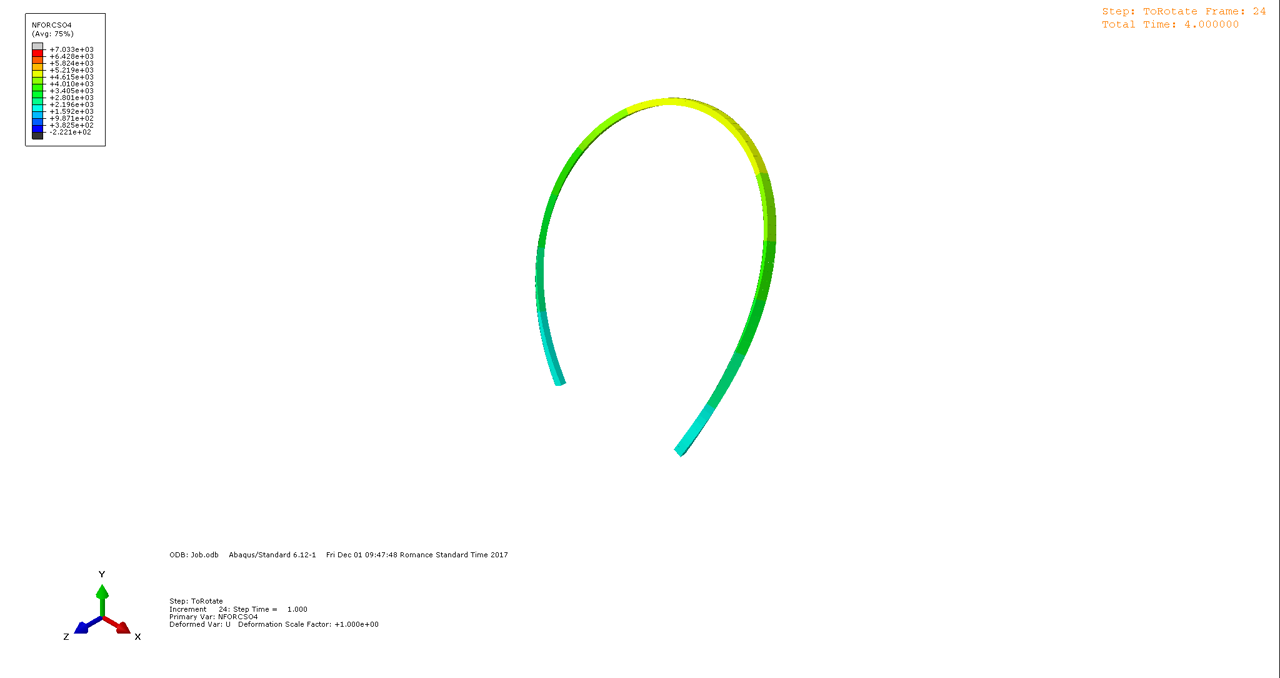 NFORCSO4
(Avg: 75%)
+7.033e+03
+6.428e+03
+5.824e+03
+5.219e+03
+4.615e+03
+4.010e+03
+3.405e+03
+2.801e+03
+2.196e+03
+1.592e+03
+9.871e+02
+3.825e+02
-2.221e+02
Step: ToRotate Frame: 24
Total Time: 4.000000
ODB: Job.odb Abaqus/Standard 6.12-1 Fri Dec 01 09:47:48 Romance Standard Time 2017
Y
Z
X
Step: ToRotate
Increment 24: Step Time = 1.000
Primary Var: NFORCSO4
Deformed Var: U Deformation Scale Factor: +1.000e+00